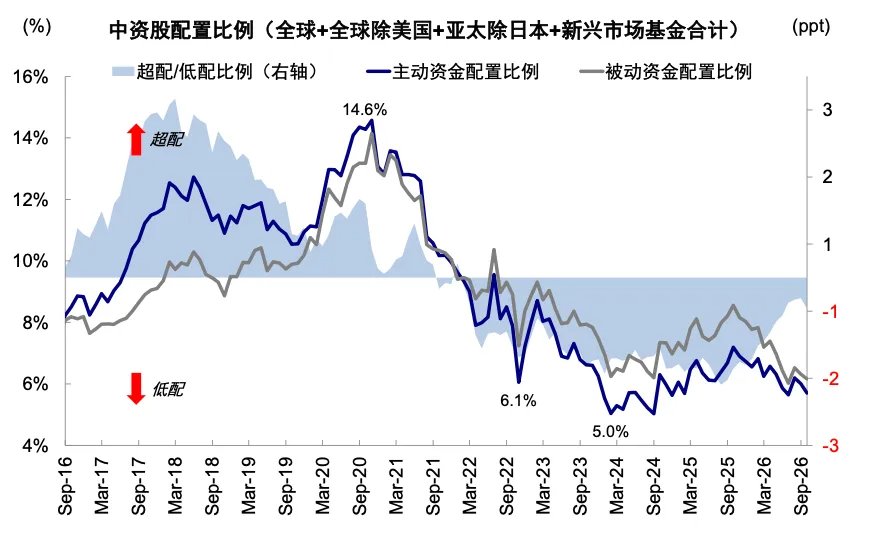 (%)
中资股配置比例（全球+全球除美国+亚太除日本+新兴市场基金合计）
(ppt)
超配/低配比例（右轴）
主动资金配置比例
被动资金配置比例
16%
14%
12%
10%
8%
6%
4%
3
2
1
-1
-2
-3
超配
低配
14.6%
6.1%
5.0%
Sep-16
Mar-17
Sep-17
Mar-18
Sep-18
Mar-19
Sep-19
Mar-20
Sep-20
Mar-21
Sep-21
Mar-22
Sep-22
Mar-23
Sep-23
Mar-24
Sep-24
Mar-25
Sep-25
Mar-26
Sep-26